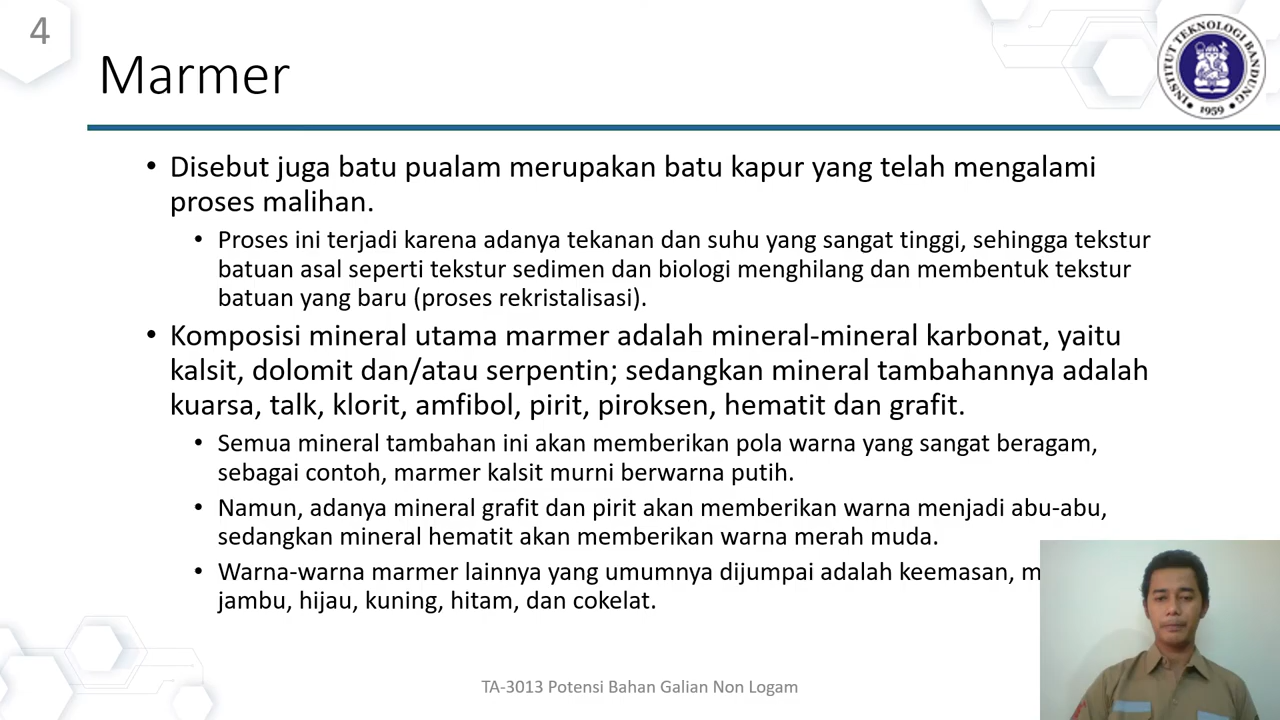 4
Marmer
INSTITUT TEKNOLOGI BANDUNG
1959
• Disebut juga batu pualam merupakan batu kapur yang telah mengalami
proses malihan.
• Proses ini terjadi karena adanya tekanan dan suhu yang sangat tinggi, sehingga tekstur
batuan asal seperti tekstur sedimen dan biologi menghilang dan membentuk tekstur
batuan yang baru (proses rekristalisasi).
• Komposisi mineral utama marmer adalah mineral-mineral karbonat, yaitu
kalsit, dolomit dan/atau serpentin; sedangkan mineral tambahannya adalah
kuarsa, talk, klorit, amfibol, pirit, piroksen, hematit dan grafit.
• Semua mineral tambahan ini akan memberikan pola warna yang sangat beragam,
sebagai contoh, marmer kalsit murni berwarna putih.
• Namun, adanya mineral grafit dan pirit akan memberikan warna menjadi abu-abu,
sedangkan mineral hematit akan memberikan warna merah muda.
• Warna-warna marmer lainnya yang umumnya dijumpai adalah keemasan,
jambu, hijau, kuning, hitam, dan cokelat.
TA-3013 Potensi Bahan Galian Non Logam